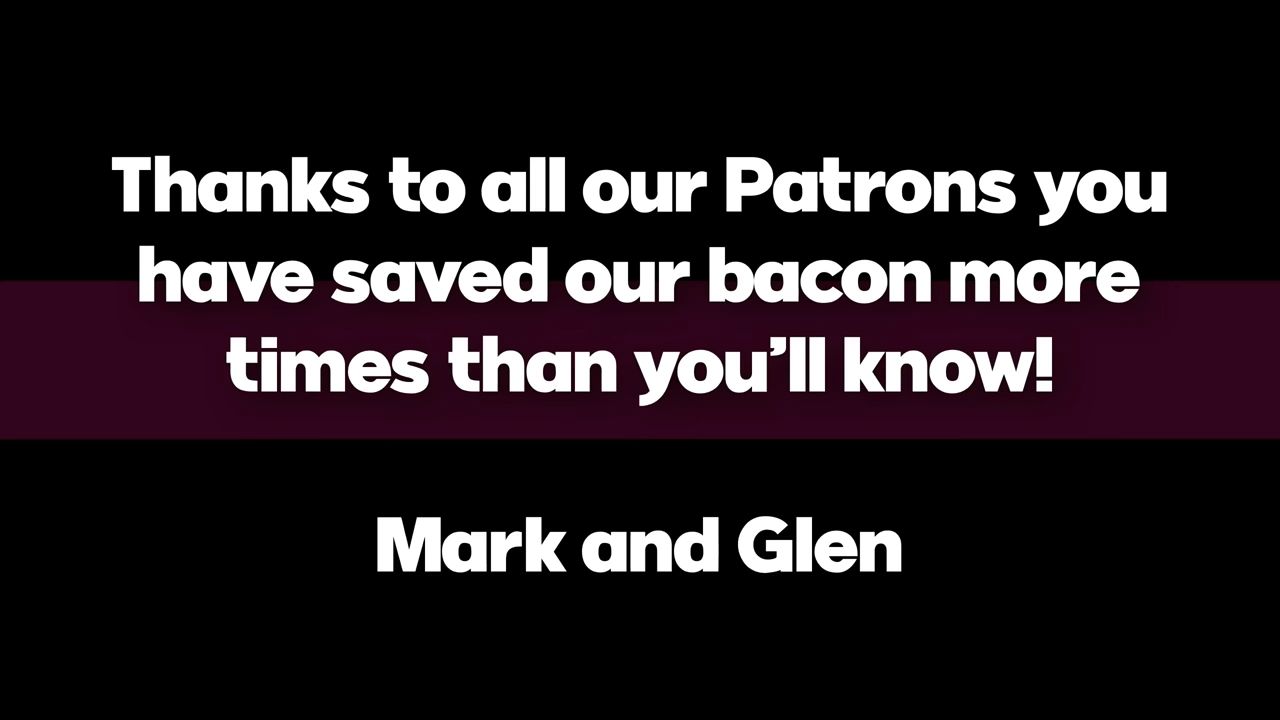 Thanks to all our Patrons you
have saved our bacon more
times than you’ll know!
Mark and Glen